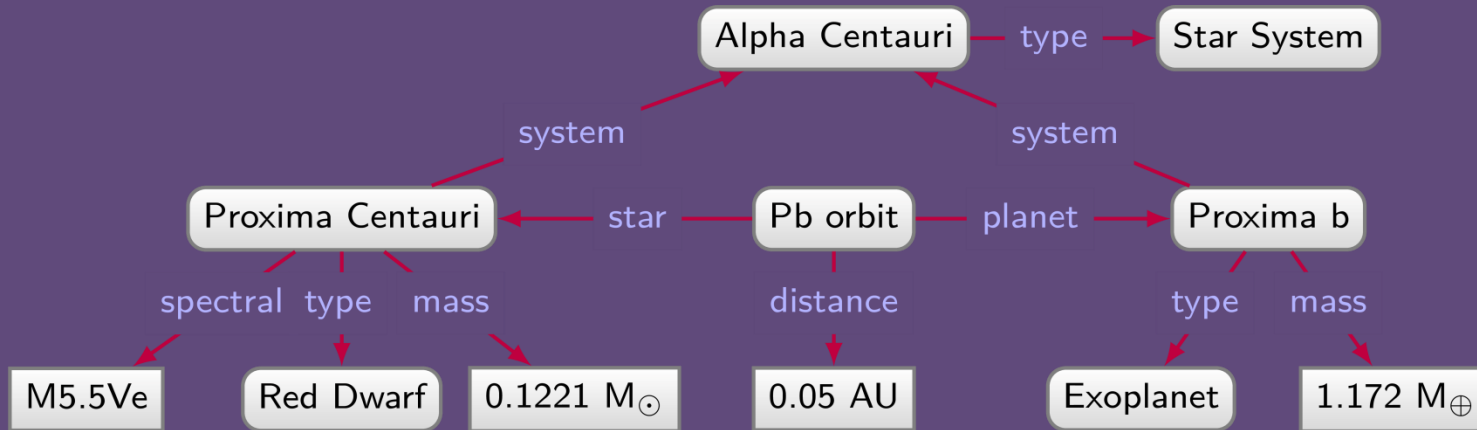 Alpha Centauri type Star System
system system
Proxima Centauri star Pb orbit planet Proxima b
spectral type mass distance type mass
M5.5Ve Red Dwarf 0.1221 M☉ 0.05 AU Exoplanet 1.172 M⊕